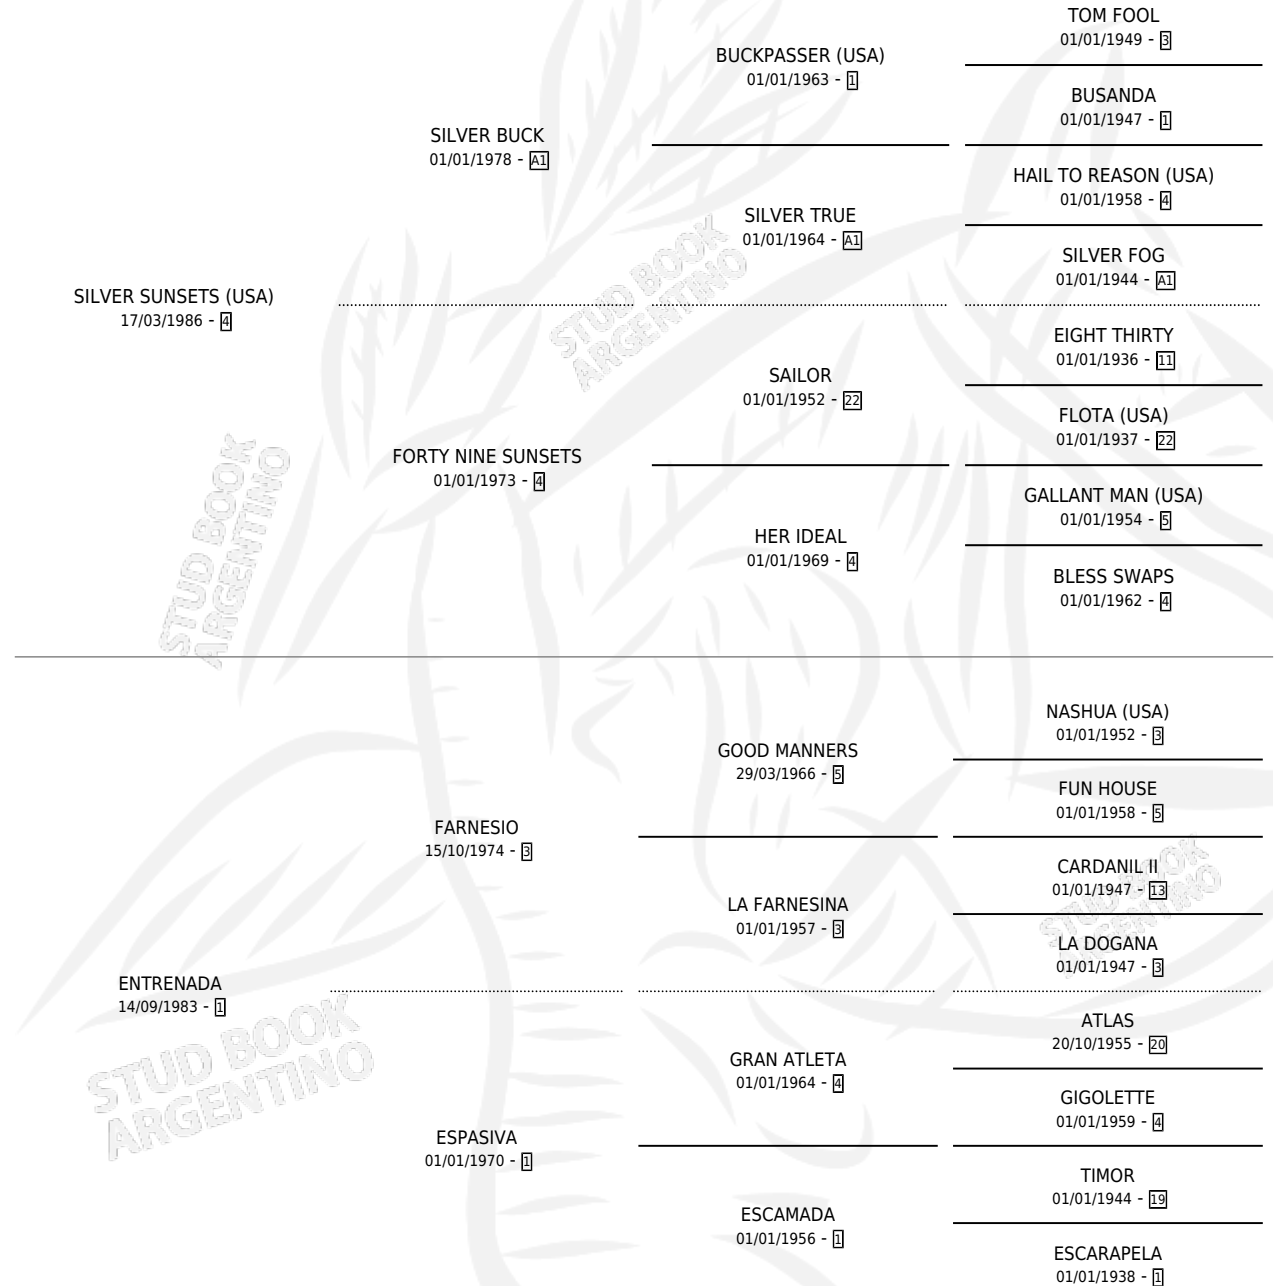 TOM FOOL
01/01/1949 - 3
BUCKPASSER (USA)
01/01/1963 - 1
BUSANDA
01/01/1947 - 1
SILVER BUCK
01/01/1978 - A1
HAIL TO REASON (USA)
01/01/1958 - 4
SILVER TRUE
01/01/1964 - A1
SILVER FOG
01/01/1944 - A1
SILVER SUNSETS (USA)
17/03/1986 - 4
STUD BOOK
ARGENTINO
EIGHT THIRTY
01/01/1936 - 11
SAILOR
01/01/1952 - 22
FLOTA (USA)
01/01/1937 - 22
FORTY NINE SUNSETS
01/01/1973 - 4
GALLANT MAN (USA)
01/01/1954 - 5
HER IDEAL
01/01/1969 - 4
BLESS SWAPS
01/01/1962 - 4
STUD BOOK
ARGENTINO
NASHUA (USA)
01/01/1952 - 3
GOOD MANNERS
29/03/1966 - 5
FUN HOUSE
01/01/1958 - 5
FARNESIO
15/10/1974 - 3
CARDANIL II
01/01/1947 - 13
LA FARNESINA
01/01/1957 - 3
STUD BOOK
ARGENTINO
LA DOGANA
01/01/1947 - 3
ENTRENADA
14/09/1983 - 1
ATLAS
20/10/1955 - 20
GRAN ATLETA
01/01/1964 - 4
GIGOLETTE
01/01/1959 - 4
STUD BOOK
ARGENTINO
ESPASIVA
01/01/1970 - 1
TIMOR
01/01/1944 - 19
ESCAMADA
01/01/1956 - 1
ESCARAPELA
01/01/1938 - 1